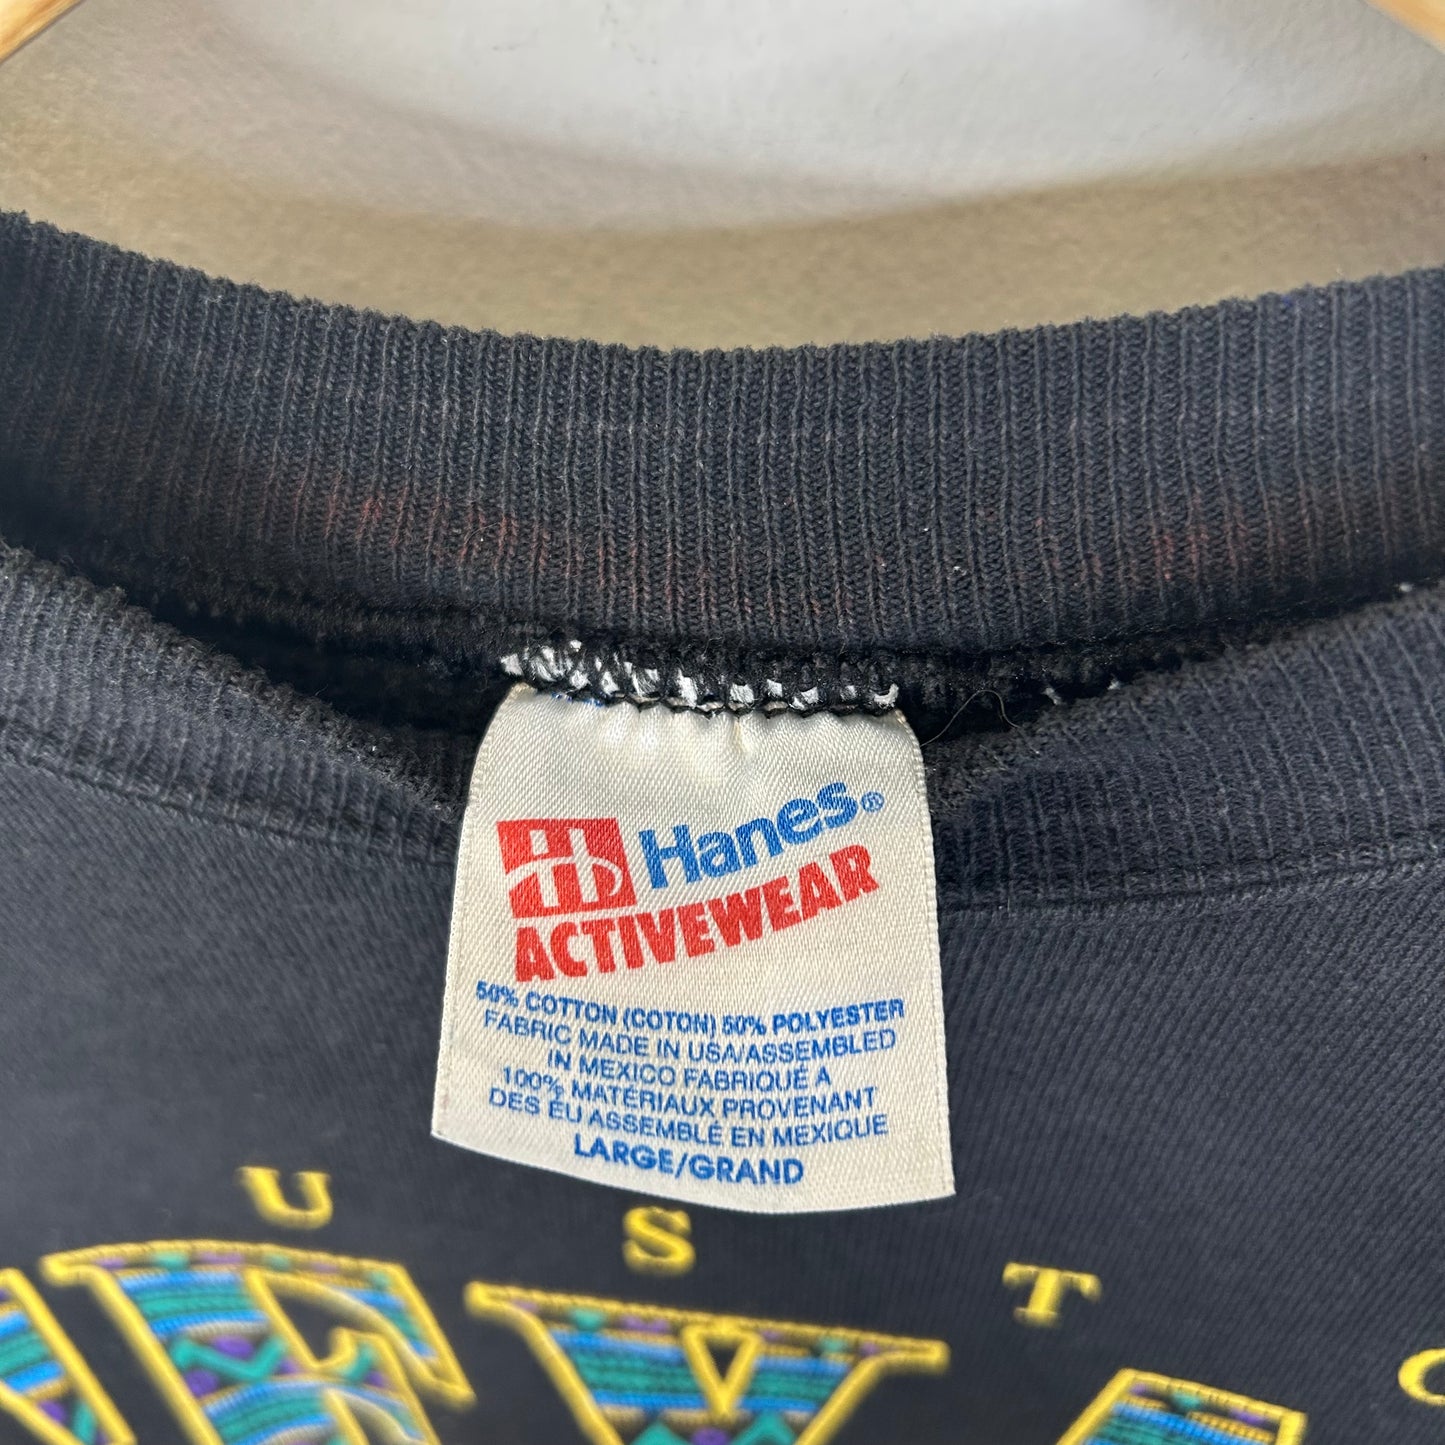 Hanes®
ACTIVEWEAR
50% COTTON (COTON) 50% POLYESTER
FABRIC MADE IN USA/ASSEMBLED
IN MEXICO FABRIQUÉ A
100% MATÉRIAUX PROVENANT
DES ÉU ASSEMBLÉ EN MEXIQUE
LARGE/GRAND
U S T